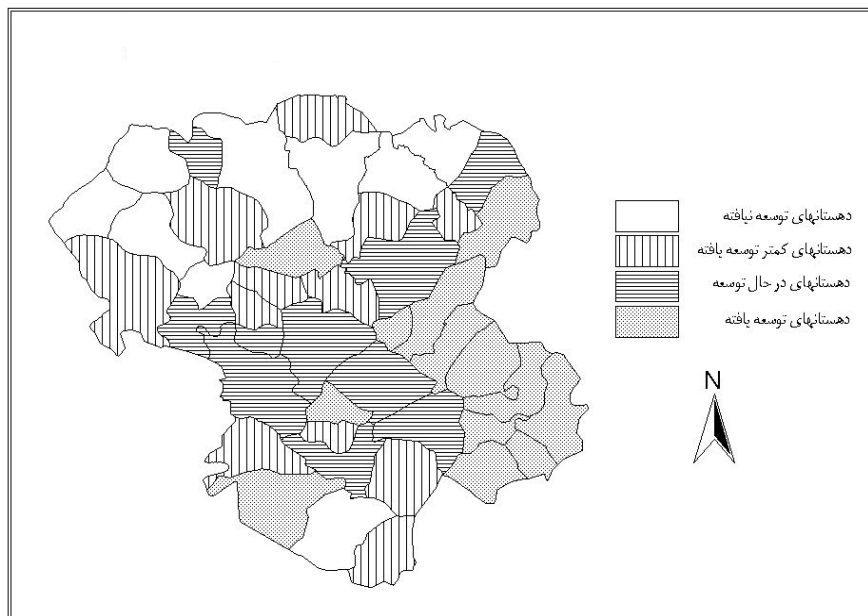 دهستانهای توسعه نیافته
دهستانهای کمتر توسعه یافته
دهستانهای در حال توسعه
دهستانهای توسعه یافته
N